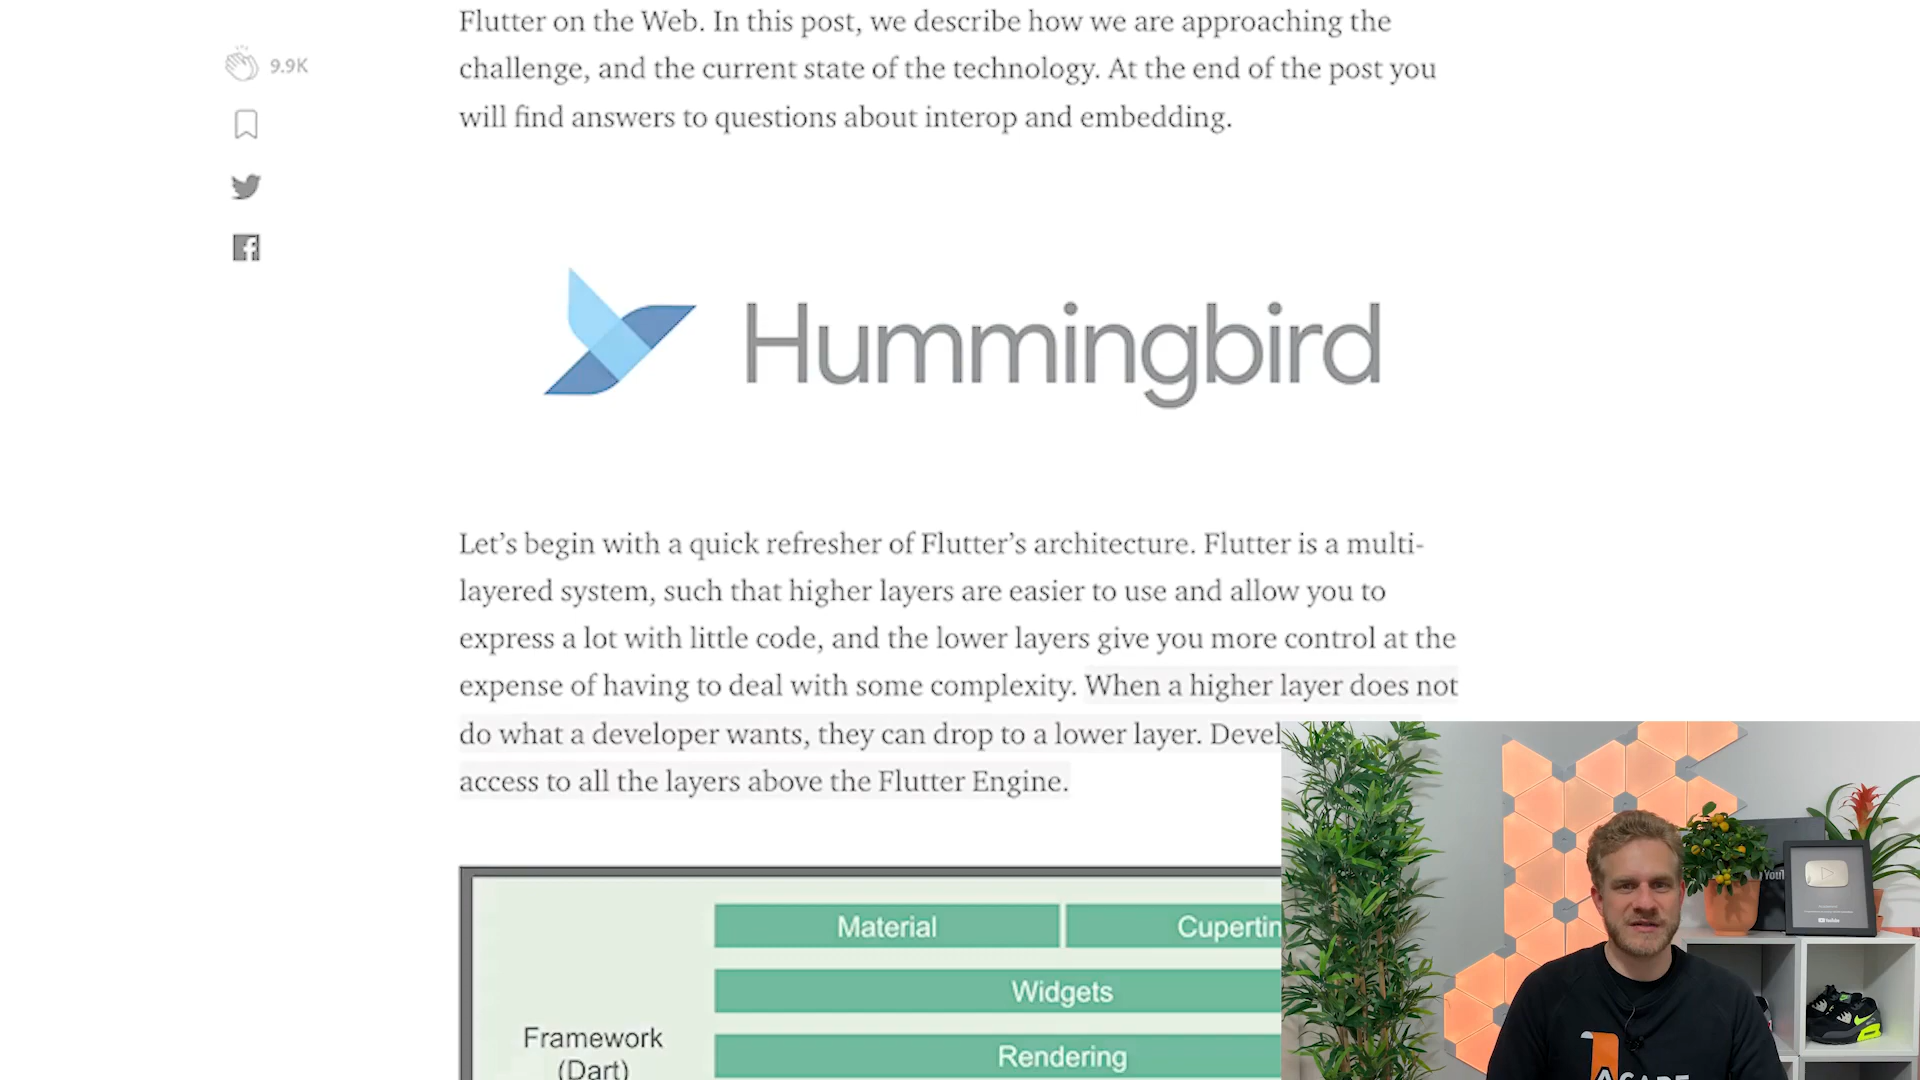 Flutter on the Web. In this post, we describe how we are approaching the
9.9K
challenge, and the current state of the technology. At the end of the post you
will find answers to questions about interop and embedding.
Hummingbird
Let’s begin with a quick refresher of Flutter’s architecture. Flutter is a multi-
layered system, such that higher layers are easier to use and allow you to
express a lot with little code, and the lower layers give you more control at the
expense of having to deal with some complexity. When a higher layer does not
do what a developer wants, they can drop to a lower layer. Devel
access to all the layers above the Flutter Engine.
Material
Cupertin
Widgets
Framework
(Dart)
Rendering
YouT
YouTube
ACADE